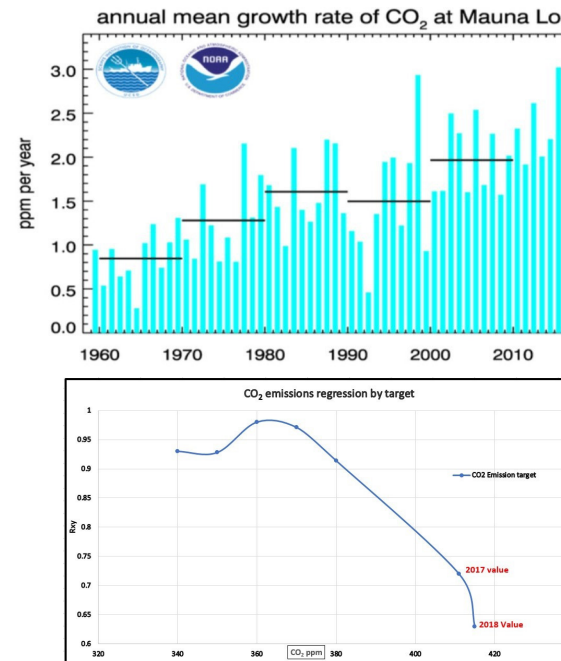 annual mean growth rate of CO₂ at Mauna Lo
NOAA
ppm per year
3.0
2.5
2.0
1.5
1.0
0.5
0.0
1960 1970 1980 1990 2000 2010
CO₂ emissions regression by target
Rxy
1
0.95
0.9
0.85
0.8
0.75
0.7
0.65
0.6
CO2 Emission target
2017 value
2018 Value
320 340 360 380 400 420
CO₂ ppm